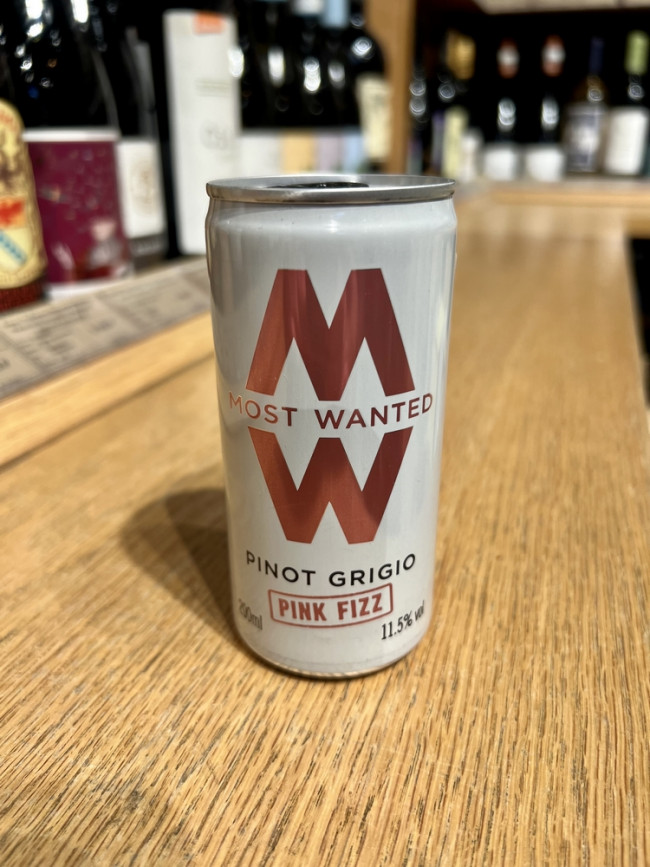 M
MOST WANTED
W
PINOT GRIGIO
PINK FIZZ
200ml
11.5% vol